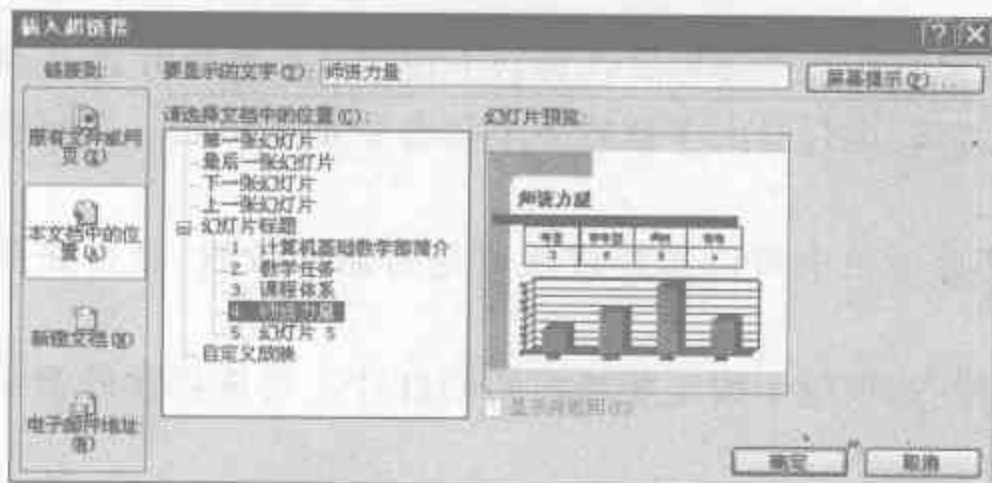 插入超链接
链接到:
要显示的文字(T): 师资力量
屏幕提示(P)...
原有文件或网页(X)
本文档中的位置(A)
新建文档(N)
电子邮件地址(E)
请选择文档中的位置(C):
第一张幻灯片
最后一张幻灯片
下一张幻灯片
上一张幻灯片
幻灯片标题
1. 计算机基础教学部简介
2. 教学任务
3. 课程体系
4. 师资力量
5. 幻灯片 5
自定义放映
幻灯片预览:
师资力量
显示并返回(S)
确定
取消